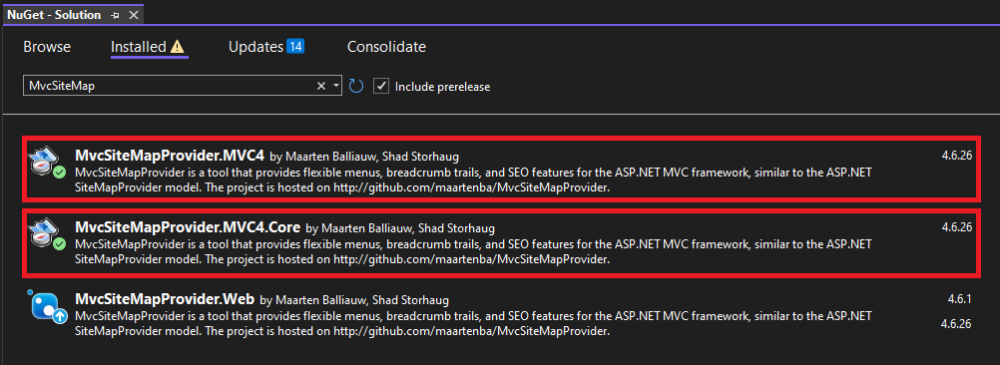 NuGet - Solution
Browse Installed Updates 14 Consolidate
MvcSiteMap Include prerelease
MvcSiteMapProvider.MVC4 by Maarten Balliauw, Shad Storhaug 4.6.26
MvcSiteMapProvider is a tool that provides flexible menus, breadcrumb trails, and SEO features for the ASP.NET MVC framework, similar to the ASP.NET
SiteMapProvider model. The project is hosted on http://github.com/maartenba/MvcSiteMapProvider.
MvcSiteMapProvider.MVC4.Core by Maarten Balliauw, Shad Storhaug 4.6.26
MvcSiteMapProvider is a tool that provides flexible menus, breadcrumb trails, and SEO features for the ASP.NET MVC framework, similar to the ASP.NET
SiteMapProvider model. The project is hosted on http://github.com/maartenba/MvcSiteMapProvider.
MvcSiteMapProvider.Web by Maarten Balliauw, Shad Storhaug 4.6.1
MvcSiteMapProvider is a tool that provides flexible menus, breadcrumb trails, and SEO features for the ASP.NET MVC framework, similar to the ASP.NET 4.6.26
SiteMapProvider model. The project is hosted on http://github.com/maartenba/MvcSiteMapProvider.